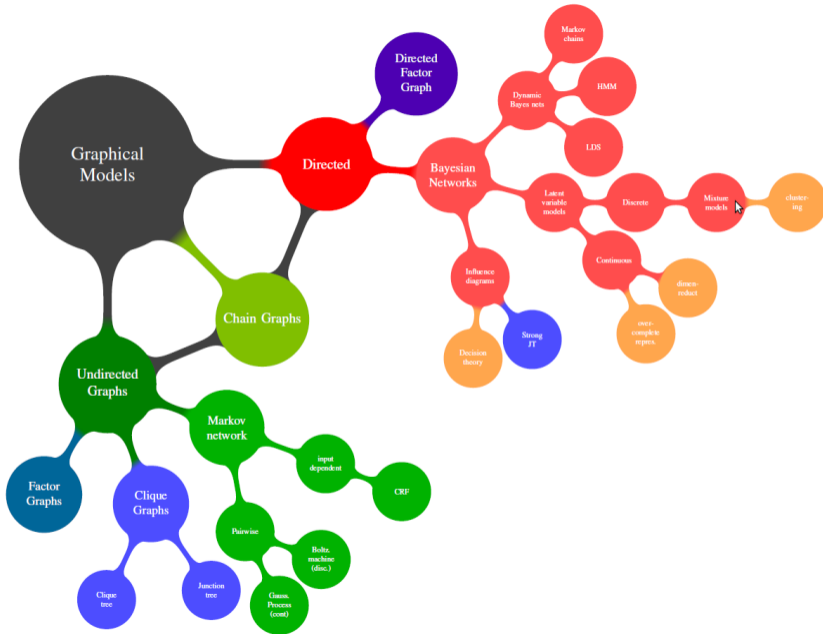 Graphical
Models
Directed
Factor
Graph
Directed
Bayesian
Networks
Markov
chains
Dynamic
Bayes nets
HMM
LDS
Latent
variable
models
Discrete
Mixture
models
cluster-
ing
Continuous
dimen-
reduct
over-
complete
repres.
Influence
diagrams
Strong
JT
Decision
theory
Chain Graphs
Undirected
Graphs
Markov
network
input
dependent
CRF
Factor
Graphs
Clique
Graphs
Pairwise
Boltz.
machine
(disc.)
Clique
tree
Junction
tree
Gauss.
Process
(cont)